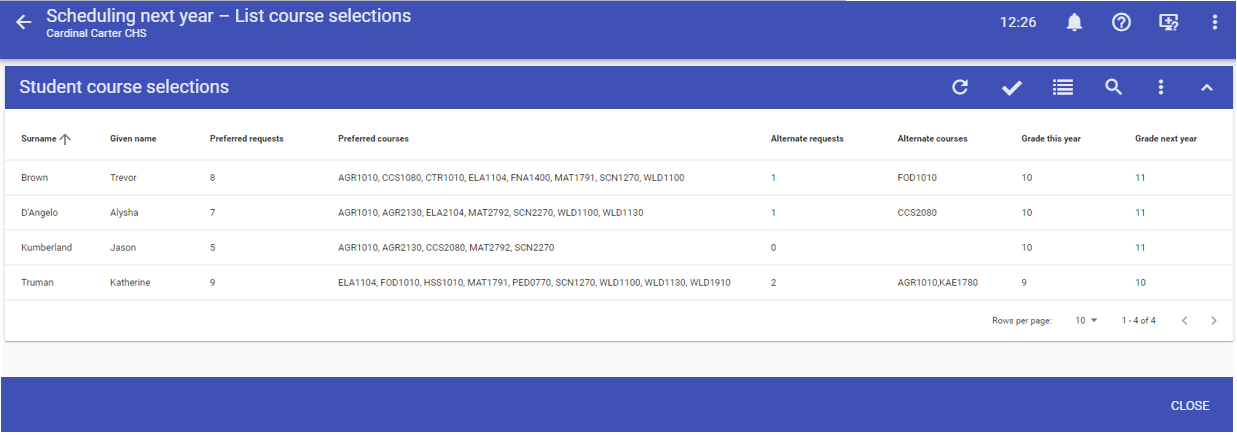 Scheduling next year – List course selections
Cardinal Carter CHS
12:26
Student course selections
Surname Given name Preferred requests Preferred courses Alternate requests Alternate courses Grade this year Grade next year
Brown Trevor 8 AGR1010, CCS1080, CTR1010, ELA1104, FNA1400, MAT1791, SCN1270, WLD1100 1 FOD1010 10 11
D'Angelo Alysha 7 AGR1010, AGR2130, ELA2104, MAT2792, SCN2270, WLD1100, WLD1130 1 CCS2080 10 11
Kumberland Jason 5 AGR1010, AGR2130, CCS2080, MAT2792, SCN2270 0 10 11
Truman Katherine 9 ELA1104, FOD1010, HSS1010, MAT1791, PED0770, SCN1270, WLD1100, WLD1130, WLD1910 2 AGR1010,KAE1780 9 10
Rows per page: 10 1 - 4 of 4
CLOSE